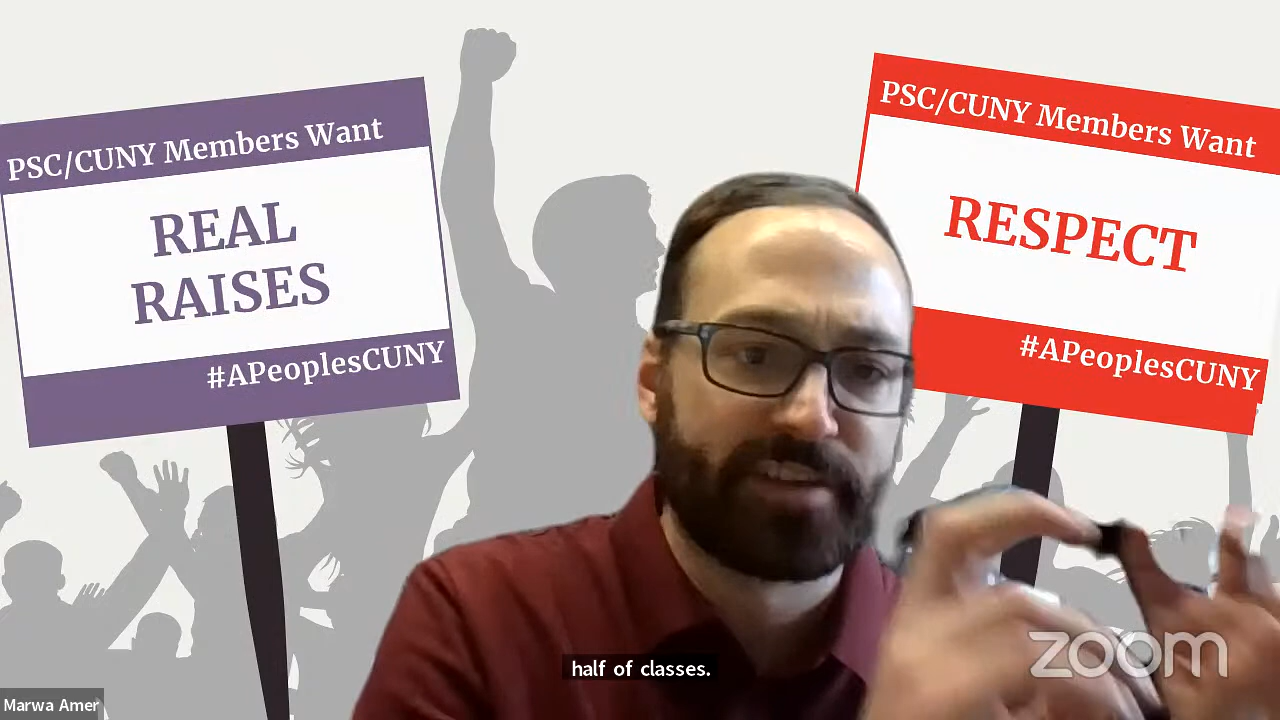 PSC/CUNY Members Want
REAL
RAISES
#APeoplesCUNY
PSC/CUNY Members Want
RESPECT
#APeoplesCUNY
half of classes.
zoom
Marwa Amer